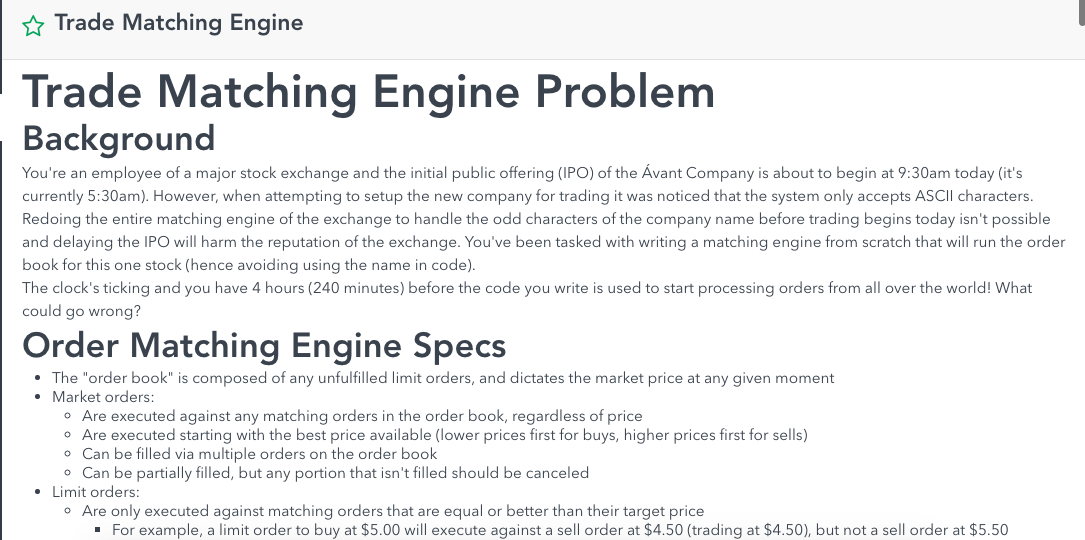 Trade Matching Engine
Trade Matching Engine Problem
Background
You're an employee of a major stock exchange and the initial public offering (IPO) of the Ávant Company is about to begin at 9:30am today (it's
currently 5:30am). However, when attempting to setup the new company for trading it was noticed that the system only accepts ASCII characters.
Redoing the entire matching engine of the exchange to handle the odd characters of the company name before trading begins today isn't possible
and delaying the IPO will harm the reputation of the exchange. You've been tasked with writing a matching engine from scratch that will run the order
book for this one stock (hence avoiding using the name in code).
The clock's ticking and you have 4 hours (240 minutes) before the code you write is used to start processing orders from all over the world! What
could go wrong?
Order Matching Engine Specs
• The "order book" is composed of any unfulfilled limit orders, and dictates the market price at any given moment
• Market orders:
◦ Are executed against any matching orders in the order book, regardless of price
◦ Are executed starting with the best price available (lower prices first for buys, higher prices first for sells)
◦ Can be filled via multiple orders on the order book
◦ Can be partially filled, but any portion that isn't filled should be canceled
• Limit orders:
◦ Are only executed against matching orders that are equal or better than their target price
▪ For example, a limit order to buy at $5.00 will execute against a sell order at $4.50 (trading at $4.50), but not a sell order at $5.50